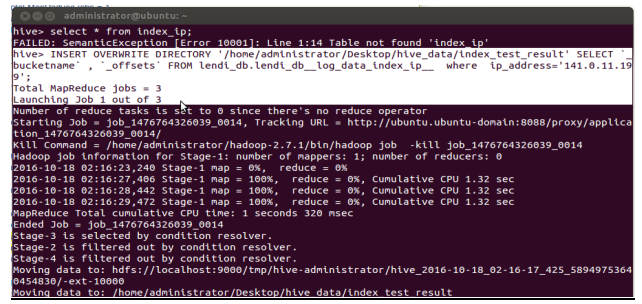 administrator@ubuntu: ~
hive> select * from index_ip;
FAILED: SemanticException [Error 10001]: Line 1:14 Table not found 'index_ip'
hive> INSERT OVERWRITE DIRECTORY '/home/administrator/Desktop/hive_data/index_test_result' SELECT `_
bucketname` , `_offsets` FROM lendi_db.lendi_db__log_data_index_ip__ where ip_address='141.0.11.19
9';
Total MapReduce jobs = 3
Launching Job 1 out of 3
Number of reduce tasks is set to 0 since there's no reduce operator
Starting Job = job_1476764326039_0014, Tracking URL = http://ubuntu.ubuntu-domain:8088/proxy/applica
tion_1476764326039_0014/
Kill Command = /home/administrator/hadoop-2.7.1/bin/hadoop job -kill job_1476764326039_0014
Hadoop job information for Stage-1: number of mappers: 1; number of reducers: 0
2016-10-18 02:16:23,240 Stage-1 map = 0%, reduce = 0%
2016-10-18 02:16:27,406 Stage-1 map = 100%, reduce = 0%, Cumulative CPU 1.32 sec
2016-10-18 02:16:28,442 Stage-1 map = 100%, reduce = 0%, Cumulative CPU 1.32 sec
2016-10-18 02:16:29,472 Stage-1 map = 100%, reduce = 0%, Cumulative CPU 1.32 sec
MapReduce Total cumulative CPU time: 1 seconds 320 msec
Ended Job = job_1476764326039_0014
Stage-3 is selected by condition resolver.
Stage-2 is filtered out by condition resolver.
Stage-4 is filtered out by condition resolver.
Moving data to: hdfs://localhost:9000/tmp/hive-administrator/hive_2016-10-18_02-16-17_425_5894975364
0454830/-ext-10000
Moving data to: /home/administrator/Desktop/hive_data/index_test_result